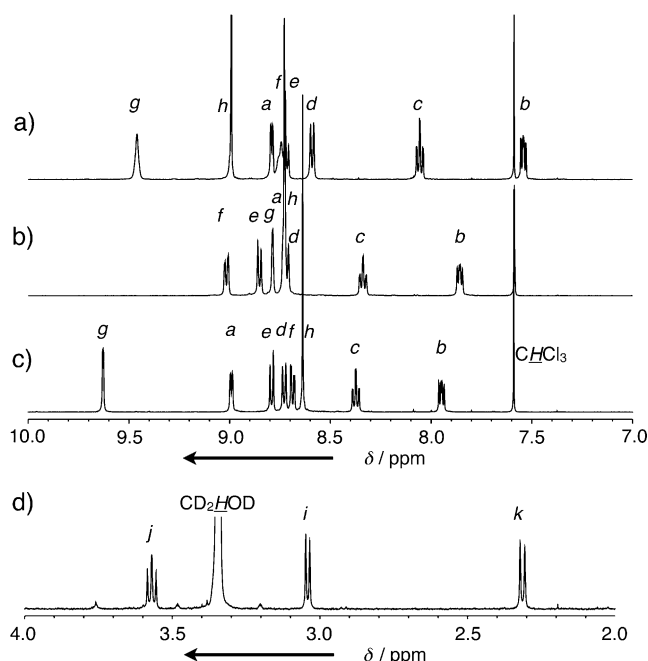 f e
g h a d c b
a)
a h
f e g d c b
b)
g a e d f h c b
c)
CHCl3
10.0 9.5 9.0 8.5 8.0 7.5 7.0
δ / ppm
d)
CD2HOD
j i k
4.0 3.5 3.0 2.5 2.0
δ / ppm